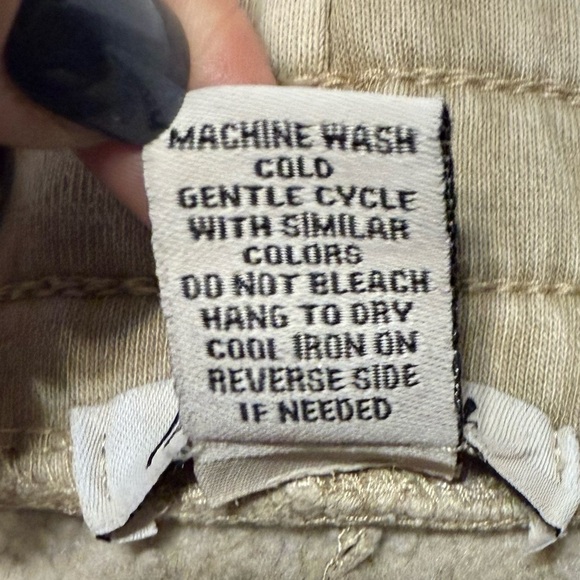 MACHINE WASH
COLD
GENTLE CYCLE
WITH SIMILAR
COLORS
DO NOT BLEACH
HANG TO DRY
COOL IRON ON
REVERSE SIDE
IF NEEDED